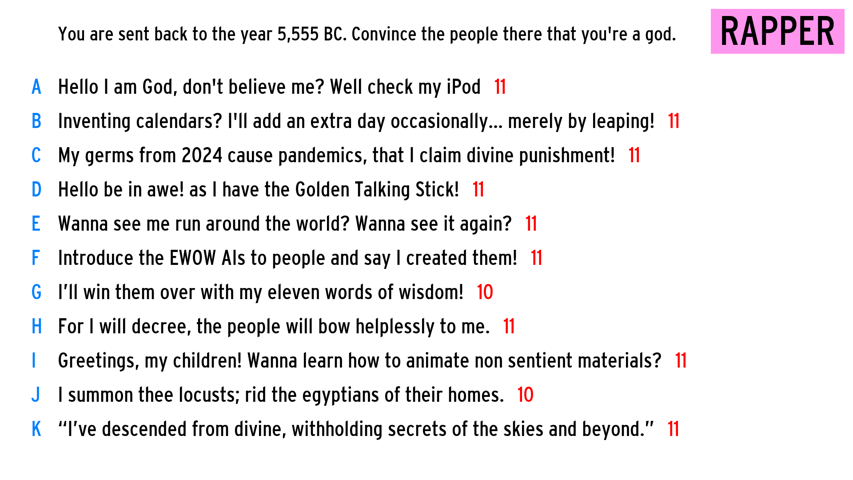 You are sent back to the year 5,555 BC. Convince the people there that you're a god.
RAPPER
A Hello I am God, don't believe me? Well check my iPod 11
B Inventing calendars? I'll add an extra day occasionally... merely by leaping! 11
C My germs from 2024 cause pandemics, that I claim divine punishment! 11
D Hello be in awe! as I have the Golden Talking Stick! 11
E Wanna see me run around the world? Wanna see it again? 11
F Introduce the EWOW AIs to people and say I created them! 11
G I’ll win them over with my eleven words of wisdom! 10
H For I will decree, the people will bow helplessly to me. 11
I Greetings, my children! Wanna learn how to animate non sentient materials? 11
J I summon thee locusts; rid the egyptians of their homes. 10
K “I’ve descended from divine, withholding secrets of the skies and beyond.” 11